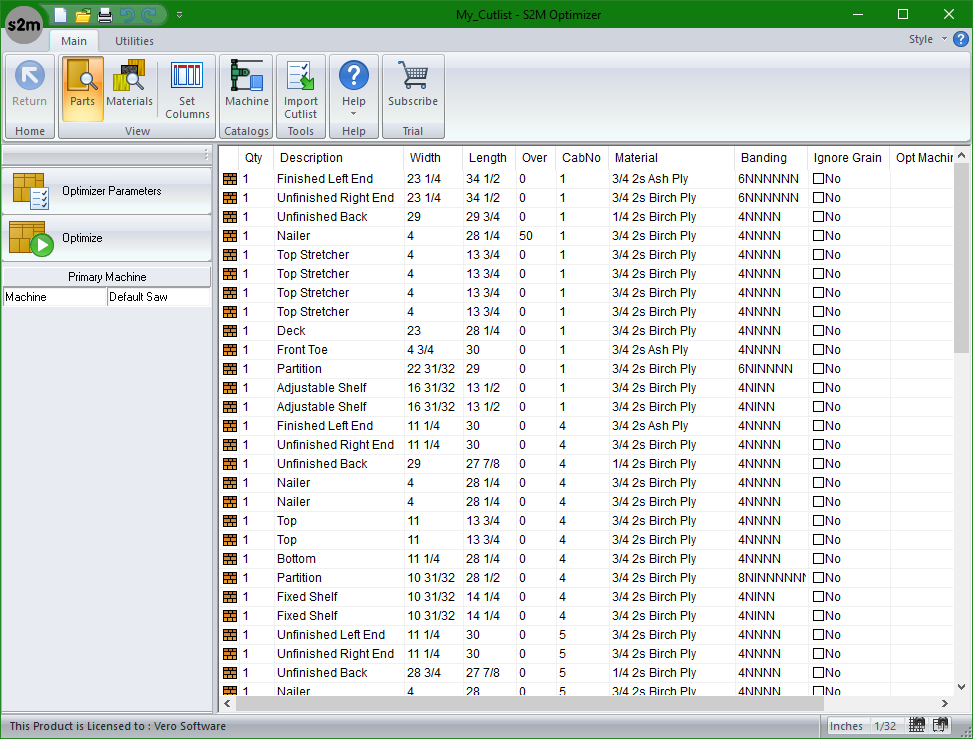 s2m
My_Cutlist - S2M Optimizer
Main Utilities Style
Return Parts Materials Set Columns Machine Import Cutlist Help Subscribe
Home View Catalogs Tools Help Trial
Optimizer Parameters
Optimize
Primary Machine
Machine Default Saw
Qty Description Width Length Over CabNo Material Banding Ignore Grain Opt Machin
1 Finished Left End 23 1/4 34 1/2 0 1 3/4 2s Ash Ply 6NNNNNN No
1 Unfinished Right End 23 1/4 34 1/2 0 1 3/4 2s Birch Ply 6NNNNNN No
1 Unfinished Back 29 29 3/4 0 1 1/4 2s Birch Ply 4NNNN No
1 Nailer 4 28 1/4 50 1 3/4 2s Birch Ply 4NNNN No
1 Top Stretcher 4 13 3/4 0 1 3/4 2s Birch Ply 4NNNN No
1 Top Stretcher 4 13 3/4 0 1 3/4 2s Birch Ply 4NNNN No
1 Top Stretcher 4 13 3/4 0 1 3/4 2s Birch Ply 4NNNN No
1 Top Stretcher 4 13 3/4 0 1 3/4 2s Birch Ply 4NNNN No
1 Deck 23 28 1/4 0 1 3/4 2s Birch Ply 4NNNN No
1 Front Toe 4 3/4 30 0 1 3/4 2s Ash Ply 4NNNN No
1 Partition 22 31/32 29 0 1 3/4 2s Birch Ply 6NINNNN No
1 Adjustable Shelf 16 31/32 13 1/2 0 1 3/4 2s Birch Ply 4NINN No
1 Adjustable Shelf 16 31/32 13 1/2 0 1 3/4 2s Birch Ply 4NINN No
1 Finished Left End 11 1/4 30 0 4 3/4 2s Ash Ply 4NNNN No
1 Unfinished Right End 11 1/4 30 0 4 3/4 2s Birch Ply 4NNNN No
1 Unfinished Back 29 27 7/8 0 4 1/4 2s Birch Ply 4NNNN No
1 Nailer 4 28 1/4 0 4 3/4 2s Birch Ply 4NNNN No
1 Nailer 4 28 1/4 0 4 3/4 2s Birch Ply 4NNNN No
1 Top 11 13 3/4 0 4 3/4 2s Birch Ply 4NNNN No
1 Top 11 13 3/4 0 4 3/4 2s Birch Ply 4NNNN No
1 Bottom 11 1/4 28 1/4 0 4 3/4 2s Birch Ply 4NNNN No
1 Partition 10 31/32 28 1/2 0 4 3/4 2s Birch Ply 8NINNNNN No
1 Fixed Shelf 10 31/32 14 1/4 0 4 3/4 2s Birch Ply 4NINN No
1 Fixed Shelf 10 31/32 14 1/4 0 4 3/4 2s Birch Ply 4NINN No
1 Unfinished Left End 11 1/4 30 0 5 3/4 2s Birch Ply 4NNNN No
1 Unfinished Right End 11 1/4 30 0 5 3/4 2s Birch Ply 4NNNN No
1 Unfinished Back 28 3/4 27 7/8 0 5 1/4 2s Birch Ply 4NNNN No
1 Nailer 4 28 0 5 3/4 2s Birch Ply 4NNNN No
This Product is Licensed to : Vero Software Inches 1/32